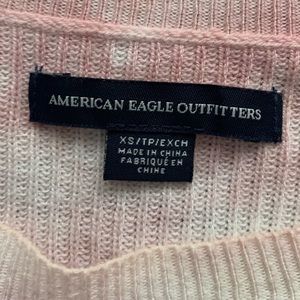 AMERICAN EAGLE OUTFITTERS
XS/TP/EXCH
MADE IN CHINA
FABRIQUÉ EN
CHINE